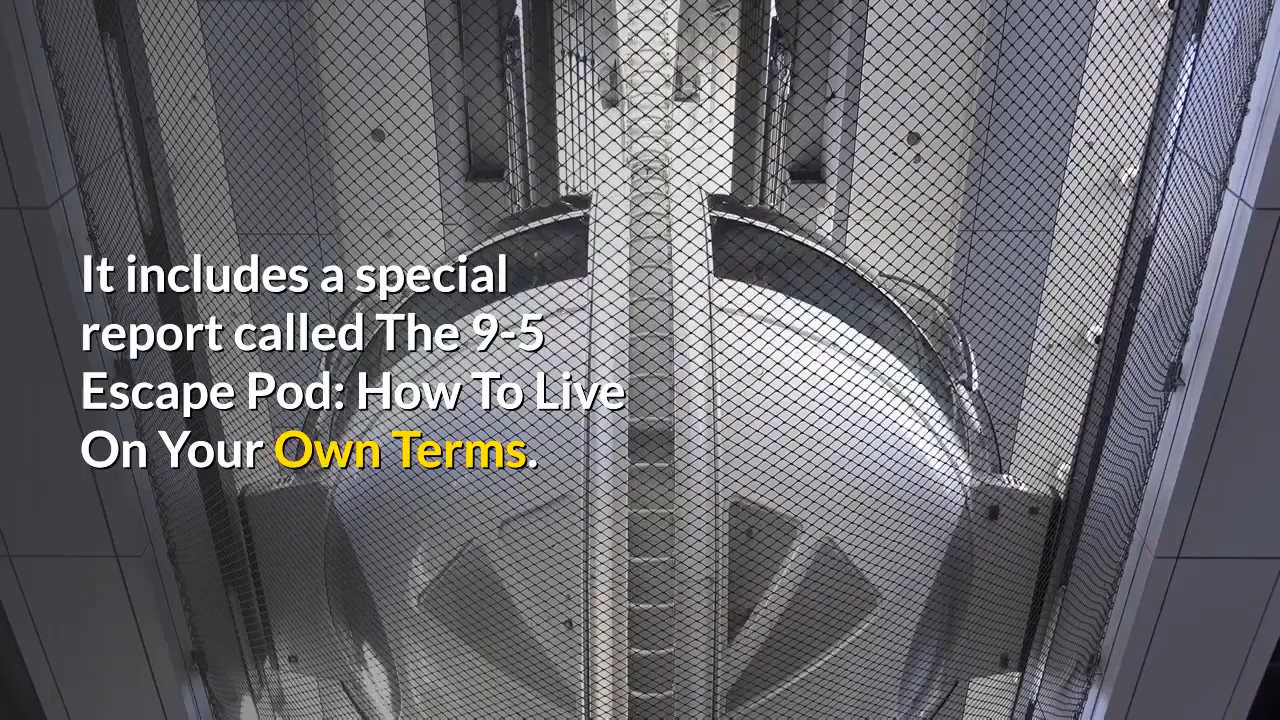 It includes a special
report called The 9-5
Escape Pod: How To Live
On Your Own Terms.